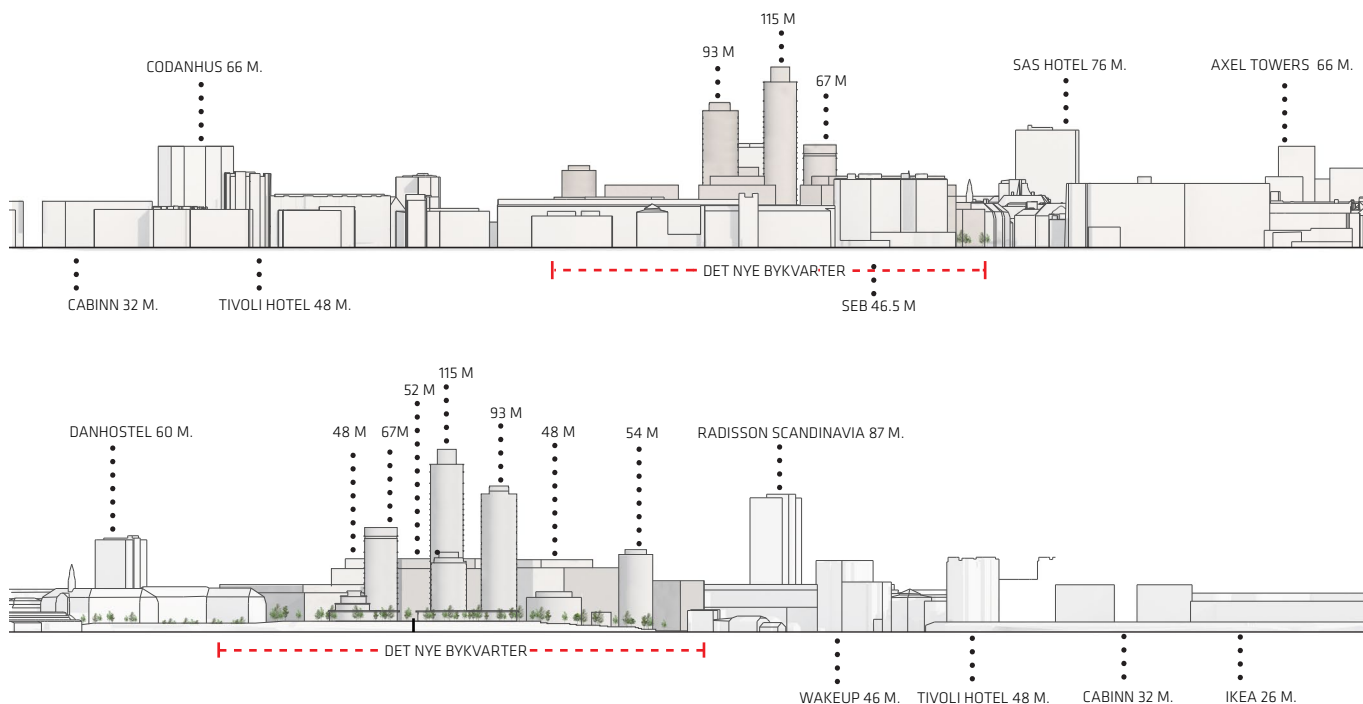 115 M
93 M
CODANHUS 66 M.
SAS HOTEL 76 M.
AXEL TOWERS 66 M.
67 M
DET NYE BYKVARTER
CABINN 32 M.
TIVOLI HOTEL 48 M.
SEB 46.5 M
115 M
52 M
93 M
DANHOSTEL 60 M.
48 M
67M
48 M
54 M
RADISSON SCANDINAVIA 87 M.
DET NYE BYKVARTER
WAKEUP 46 M.
TIVOLI HOTEL 48 M.
CABINN 32 M.
IKEA 26 M.